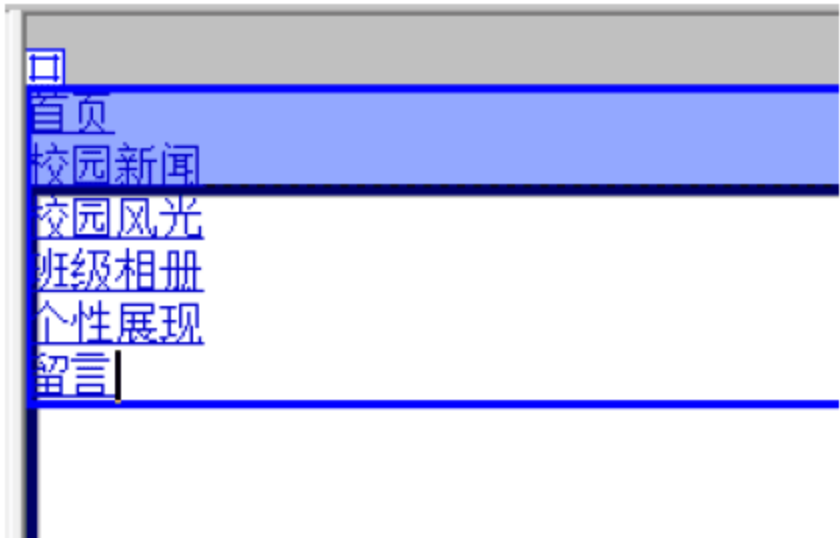 首页
校园新闻
校园风光
班级相册
个性展现
留言